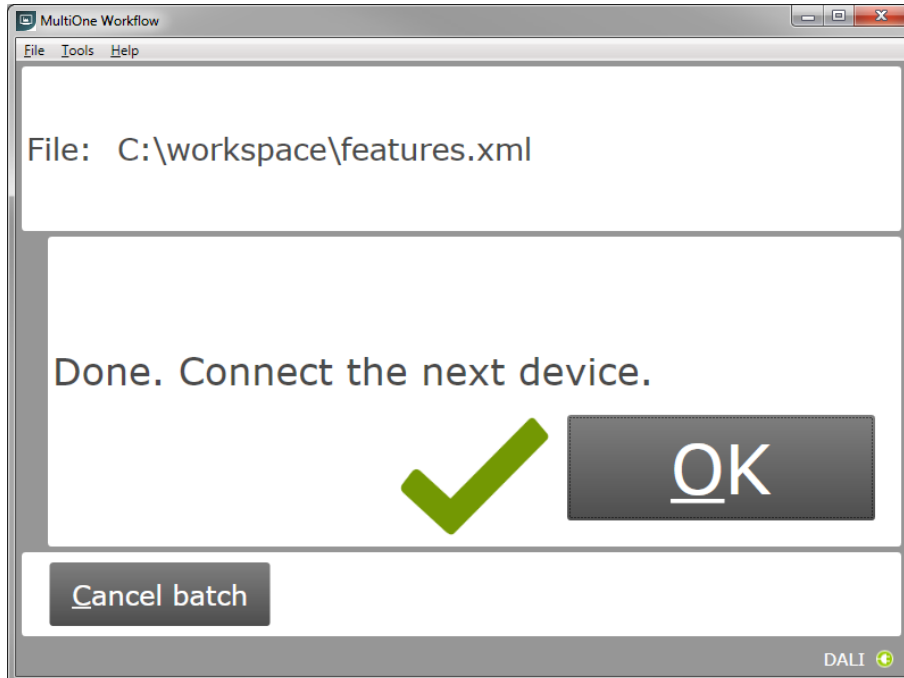 MultiOne Workflow
File Tools Help
File: C:\workspace\features.xml
Done. Connect the next device.
OK
Cancel batch
DALI